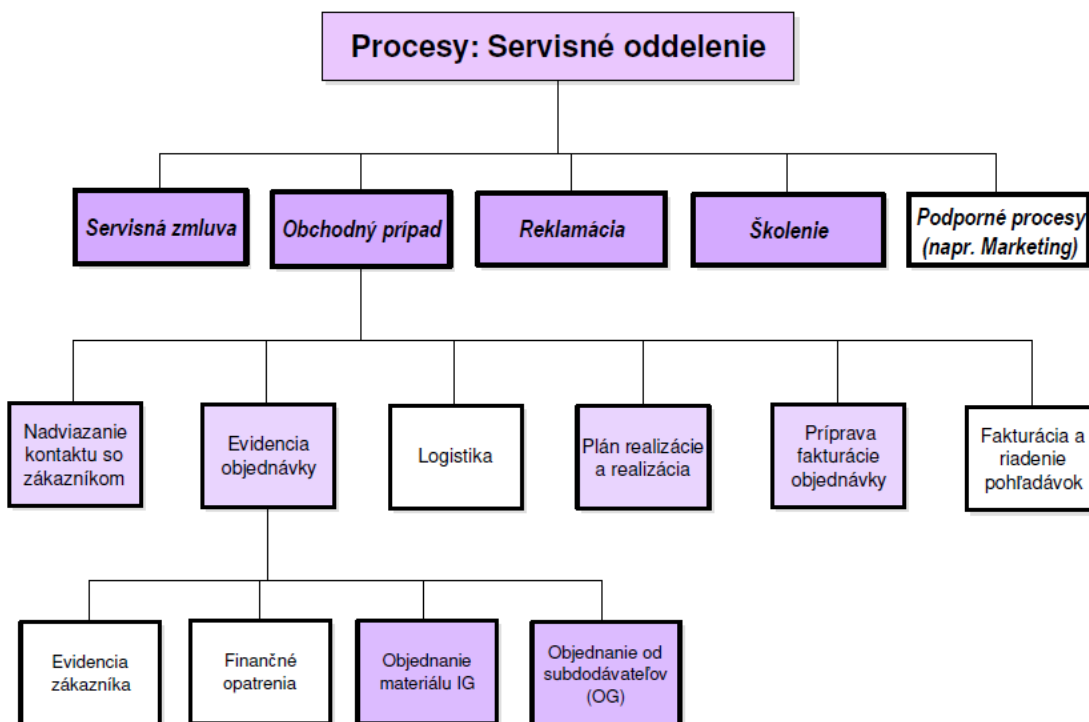 Procesy: Servisné oddelenie
Servisná zmluva
Obchodný prípad
Reklamácia
Školenie
Podporné procesy
(napr. Marketing)
Nadviazanie
kontaktu so
zákazníkom
Evidencia
objednávky
Logistika
Plán realizácie
a realizácia
Príprava
fakturácie
objednávky
Fakturácia a
riadenie
pohľadávok
Evidencia
zákazníka
Finančné
opatrenia
Objednanie
materiálu IG
Objednanie od
subdodávateľov
(OG)